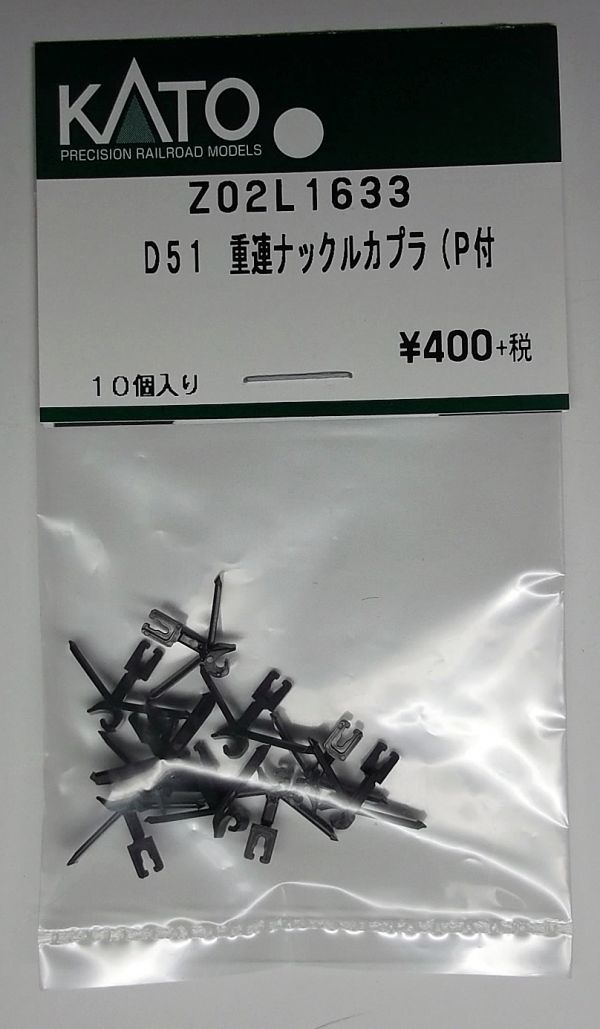 KATO
PRECISION RAILROAD MODELS
Z02L1633
D51 重連ナックルカプラ(P付
¥400+税
10個入り